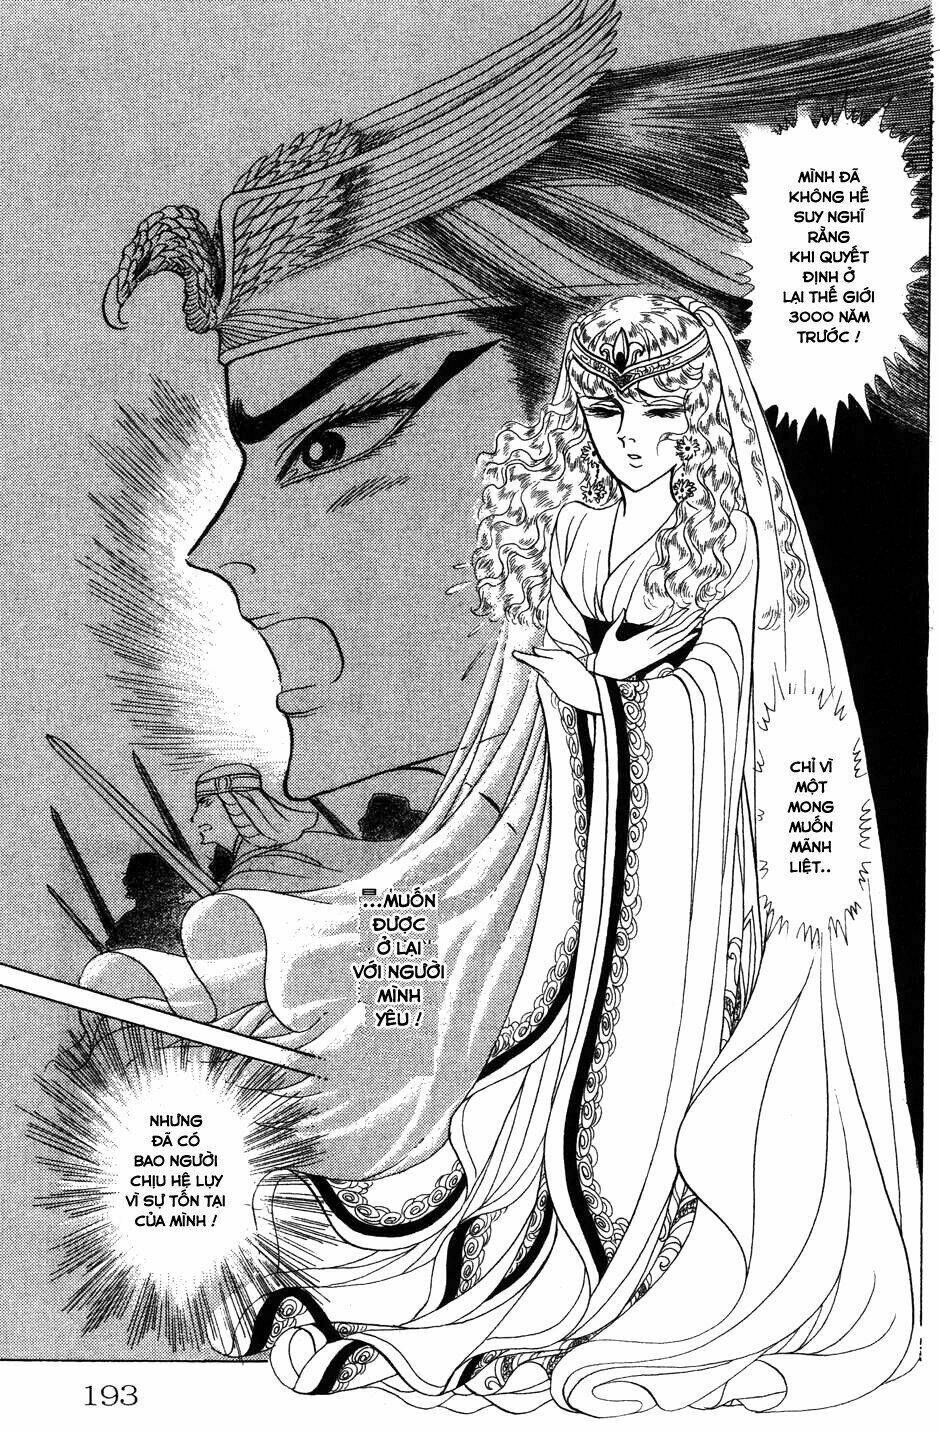 MÌNH ĐÃ
KHÔNG HỀ
SUY NGHĨ
RẰNG
KHI QUYẾT
ĐỊNH Ở
LẠI THẾ GIỚI
3000 NĂM
TRƯỚC !
CHỈ VÌ
MỘT
MONG
MUỐN
MÃNH
LIỆT..
...MUỐN
ĐƯỢC
Ở LẠI
VỚI NGƯỜI
MÌNH
YÊU !
NHƯNG
ĐÃ CÓ
BAO NGƯỜI
CHỊU HỆ LỤY
VÌ SỰ TỒN TẠI
CỦA MÌNH !
193